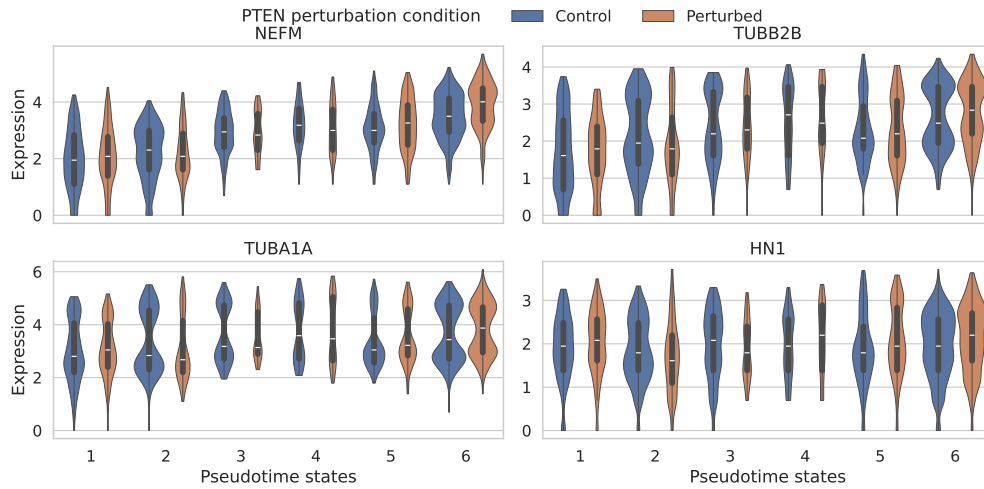 PTEN perturbation condition Control Perturbed
NEFM TUBB2B
Expression
4
2
0
4
3
2
1
0
TUBA1A HN1
Expression
6
4
2
0
3
2
1
0
1 2 3 4 5 6
1 2 3 4 5 6
Pseudotime states Pseudotime states